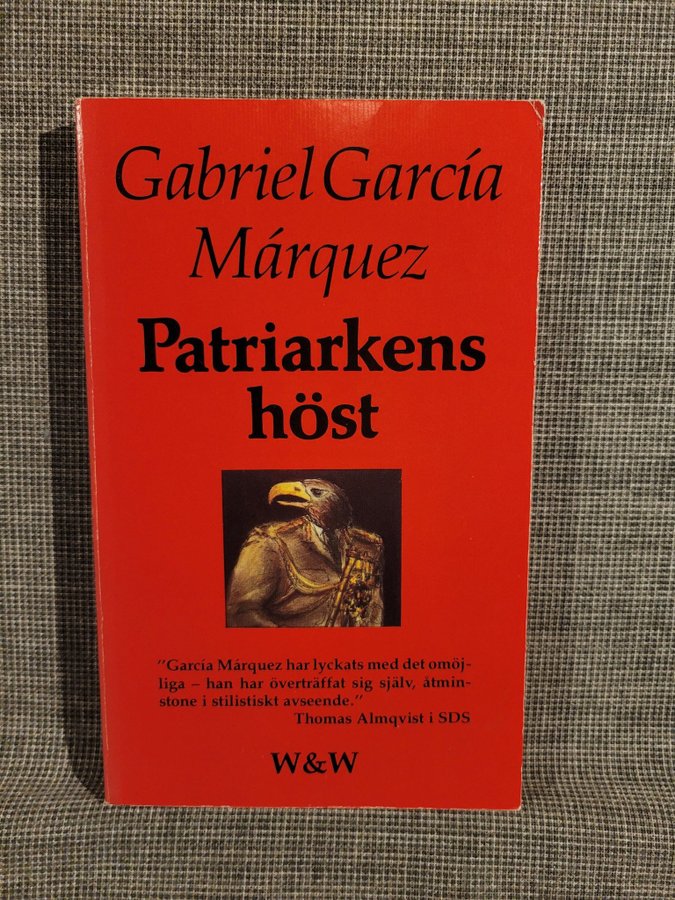 Gabriel García
Márquez
Patriarkens
höst
"García Márquez har lyckats med det omöj-
liga – han har överträffat sig själv, åtmin-
stone i stilistiskt avseende."
Thomas Almqvist i SDS
W&W